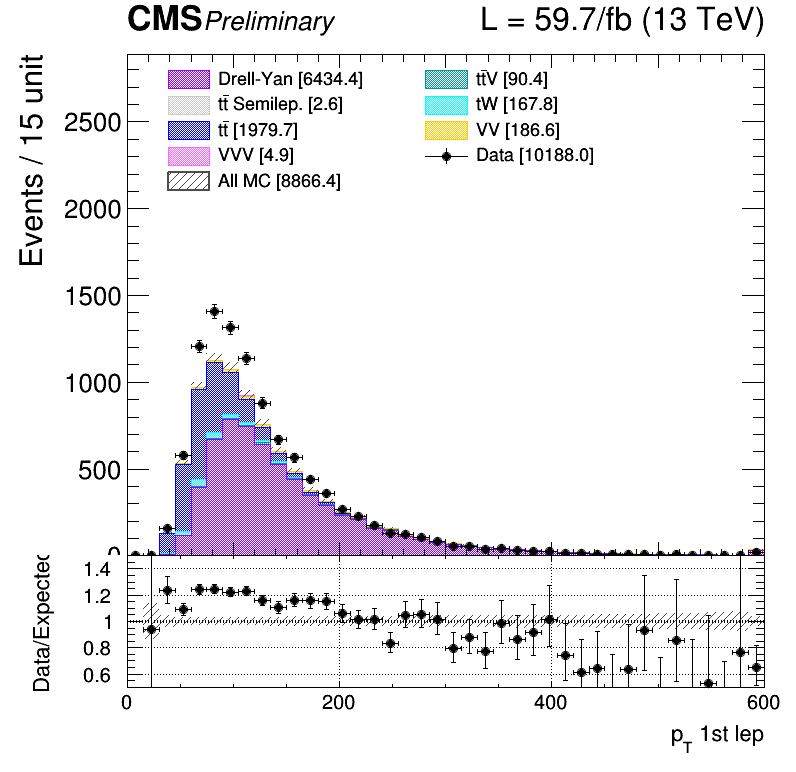 CMS Preliminary L = 59.7/fb (13 TeV)
Events / 15 unit
Drell-Yan [6434.4]
tt̄ Semilep. [2.6]
tt̄ [1979.7]
VVV [4.9]
All MC [8866.4]
tt̄V [90.4]
tW [167.8]
VV [186.6]
Data [10188.0]
2500
2000
1500
1000
500
0
Data/Expected
1.4
1.2
1
0.8
0.6
0 200 400 600
p_T 1st lep